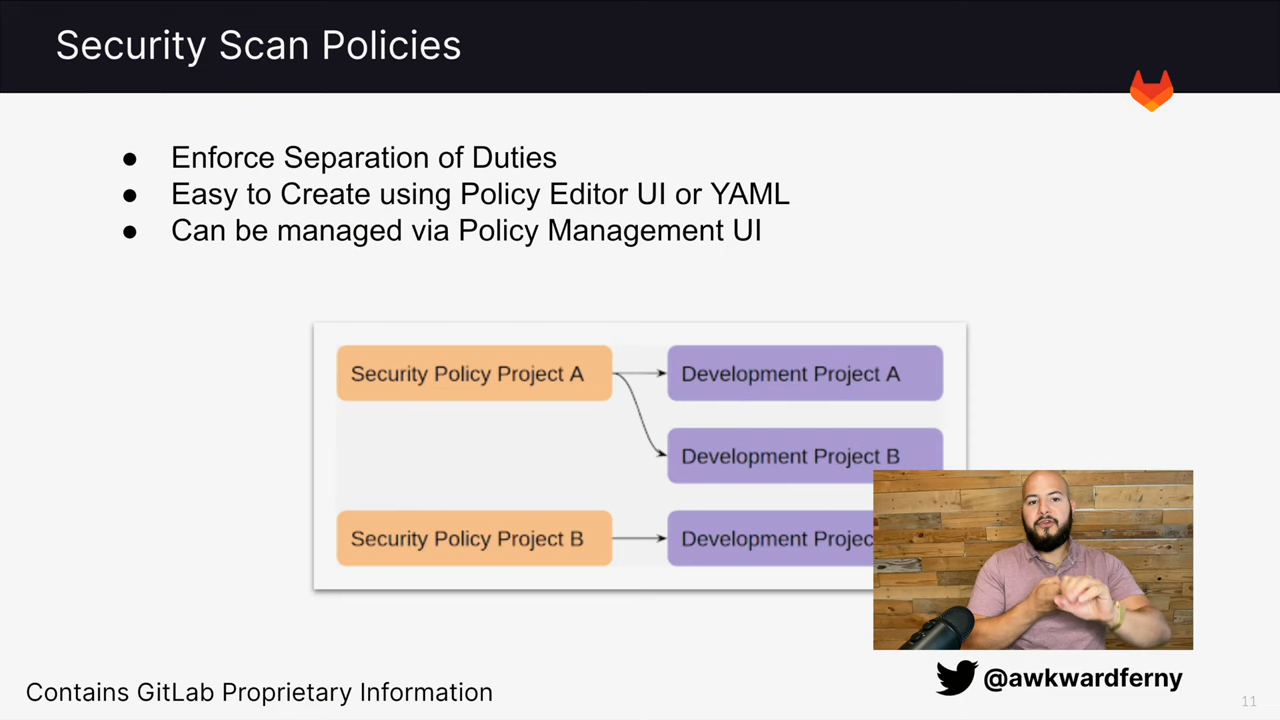 Security Scan Policies
● Enforce Separation of Duties
● Easy to Create using Policy Editor UI or YAML
● Can be managed via Policy Management UI
Security Policy Project A
Development Project A
Development Project B
Security Policy Project B
Development
@awkwardferny
Contains GitLab Proprietary Information
11